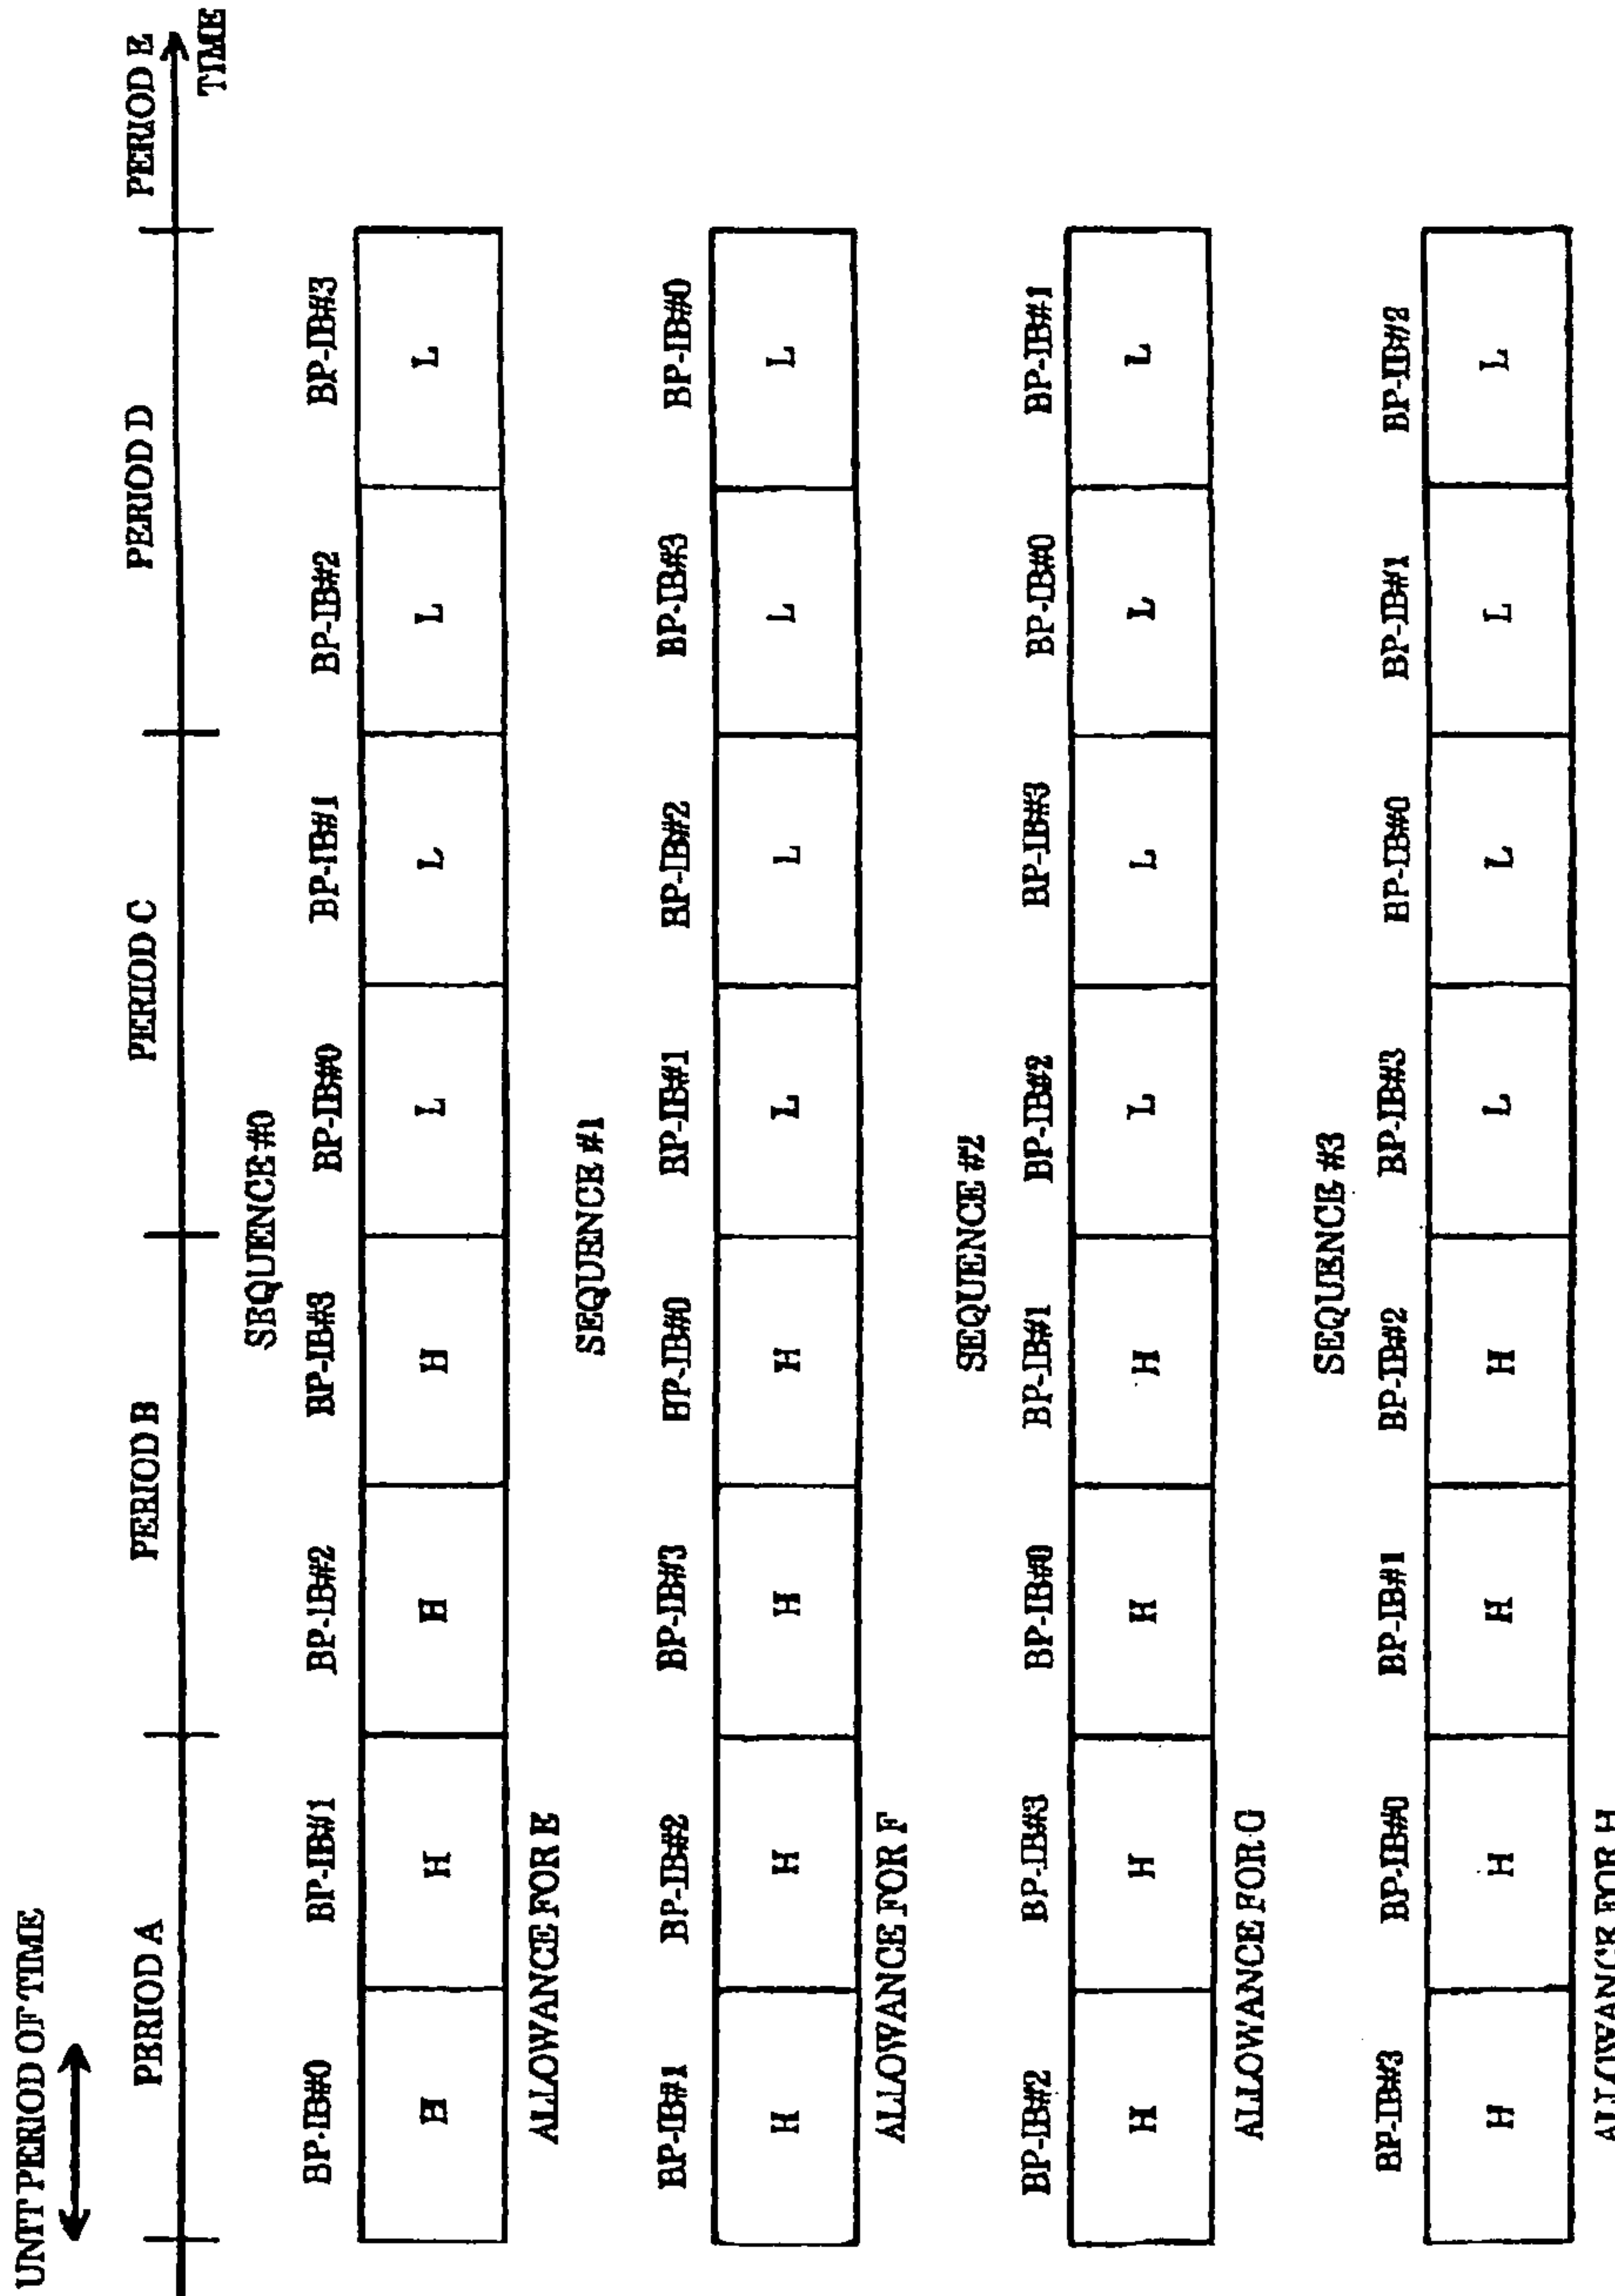 UNIT PERIOD OF TIME
PERIOD A PERIOD B PERIOD C PERIOD D PERIOD E
TIME
SEQUENCE #0
BP-IB#0 BP-IB#1 BP-IB#2 BP-IB#3 BP-IB#0 BP-IB#1 BP-IB#2 BP-IB#3
H H H H L L L L
ALLOWANCE FOR E
SEQUENCE #1
BP-IB#1 BP-IB#2 BP-IB#3 BP-IB#0 BP-IB#1 BP-IB#2 BP-IB#3 BP-IB#0
H H H H L L L L
ALLOWANCE FOR F
SEQUENCE #2
BP-IB#2 BP-IB#3 BP-IB#0 BP-IB#1 BP-IB#2 BP-IB#3 BP-IB#0 BP-IB#1
H H H H L L L L
ALLOWANCE FOR G
SEQUENCE #3
BP-IB#3 BP-IB#0 BP-IB#1 BP-IB#2 BP-IB#3 BP-IB#0 BP-IB#1 BP-IB#2
H H H H L L L L
ALLOWANCE FOR H